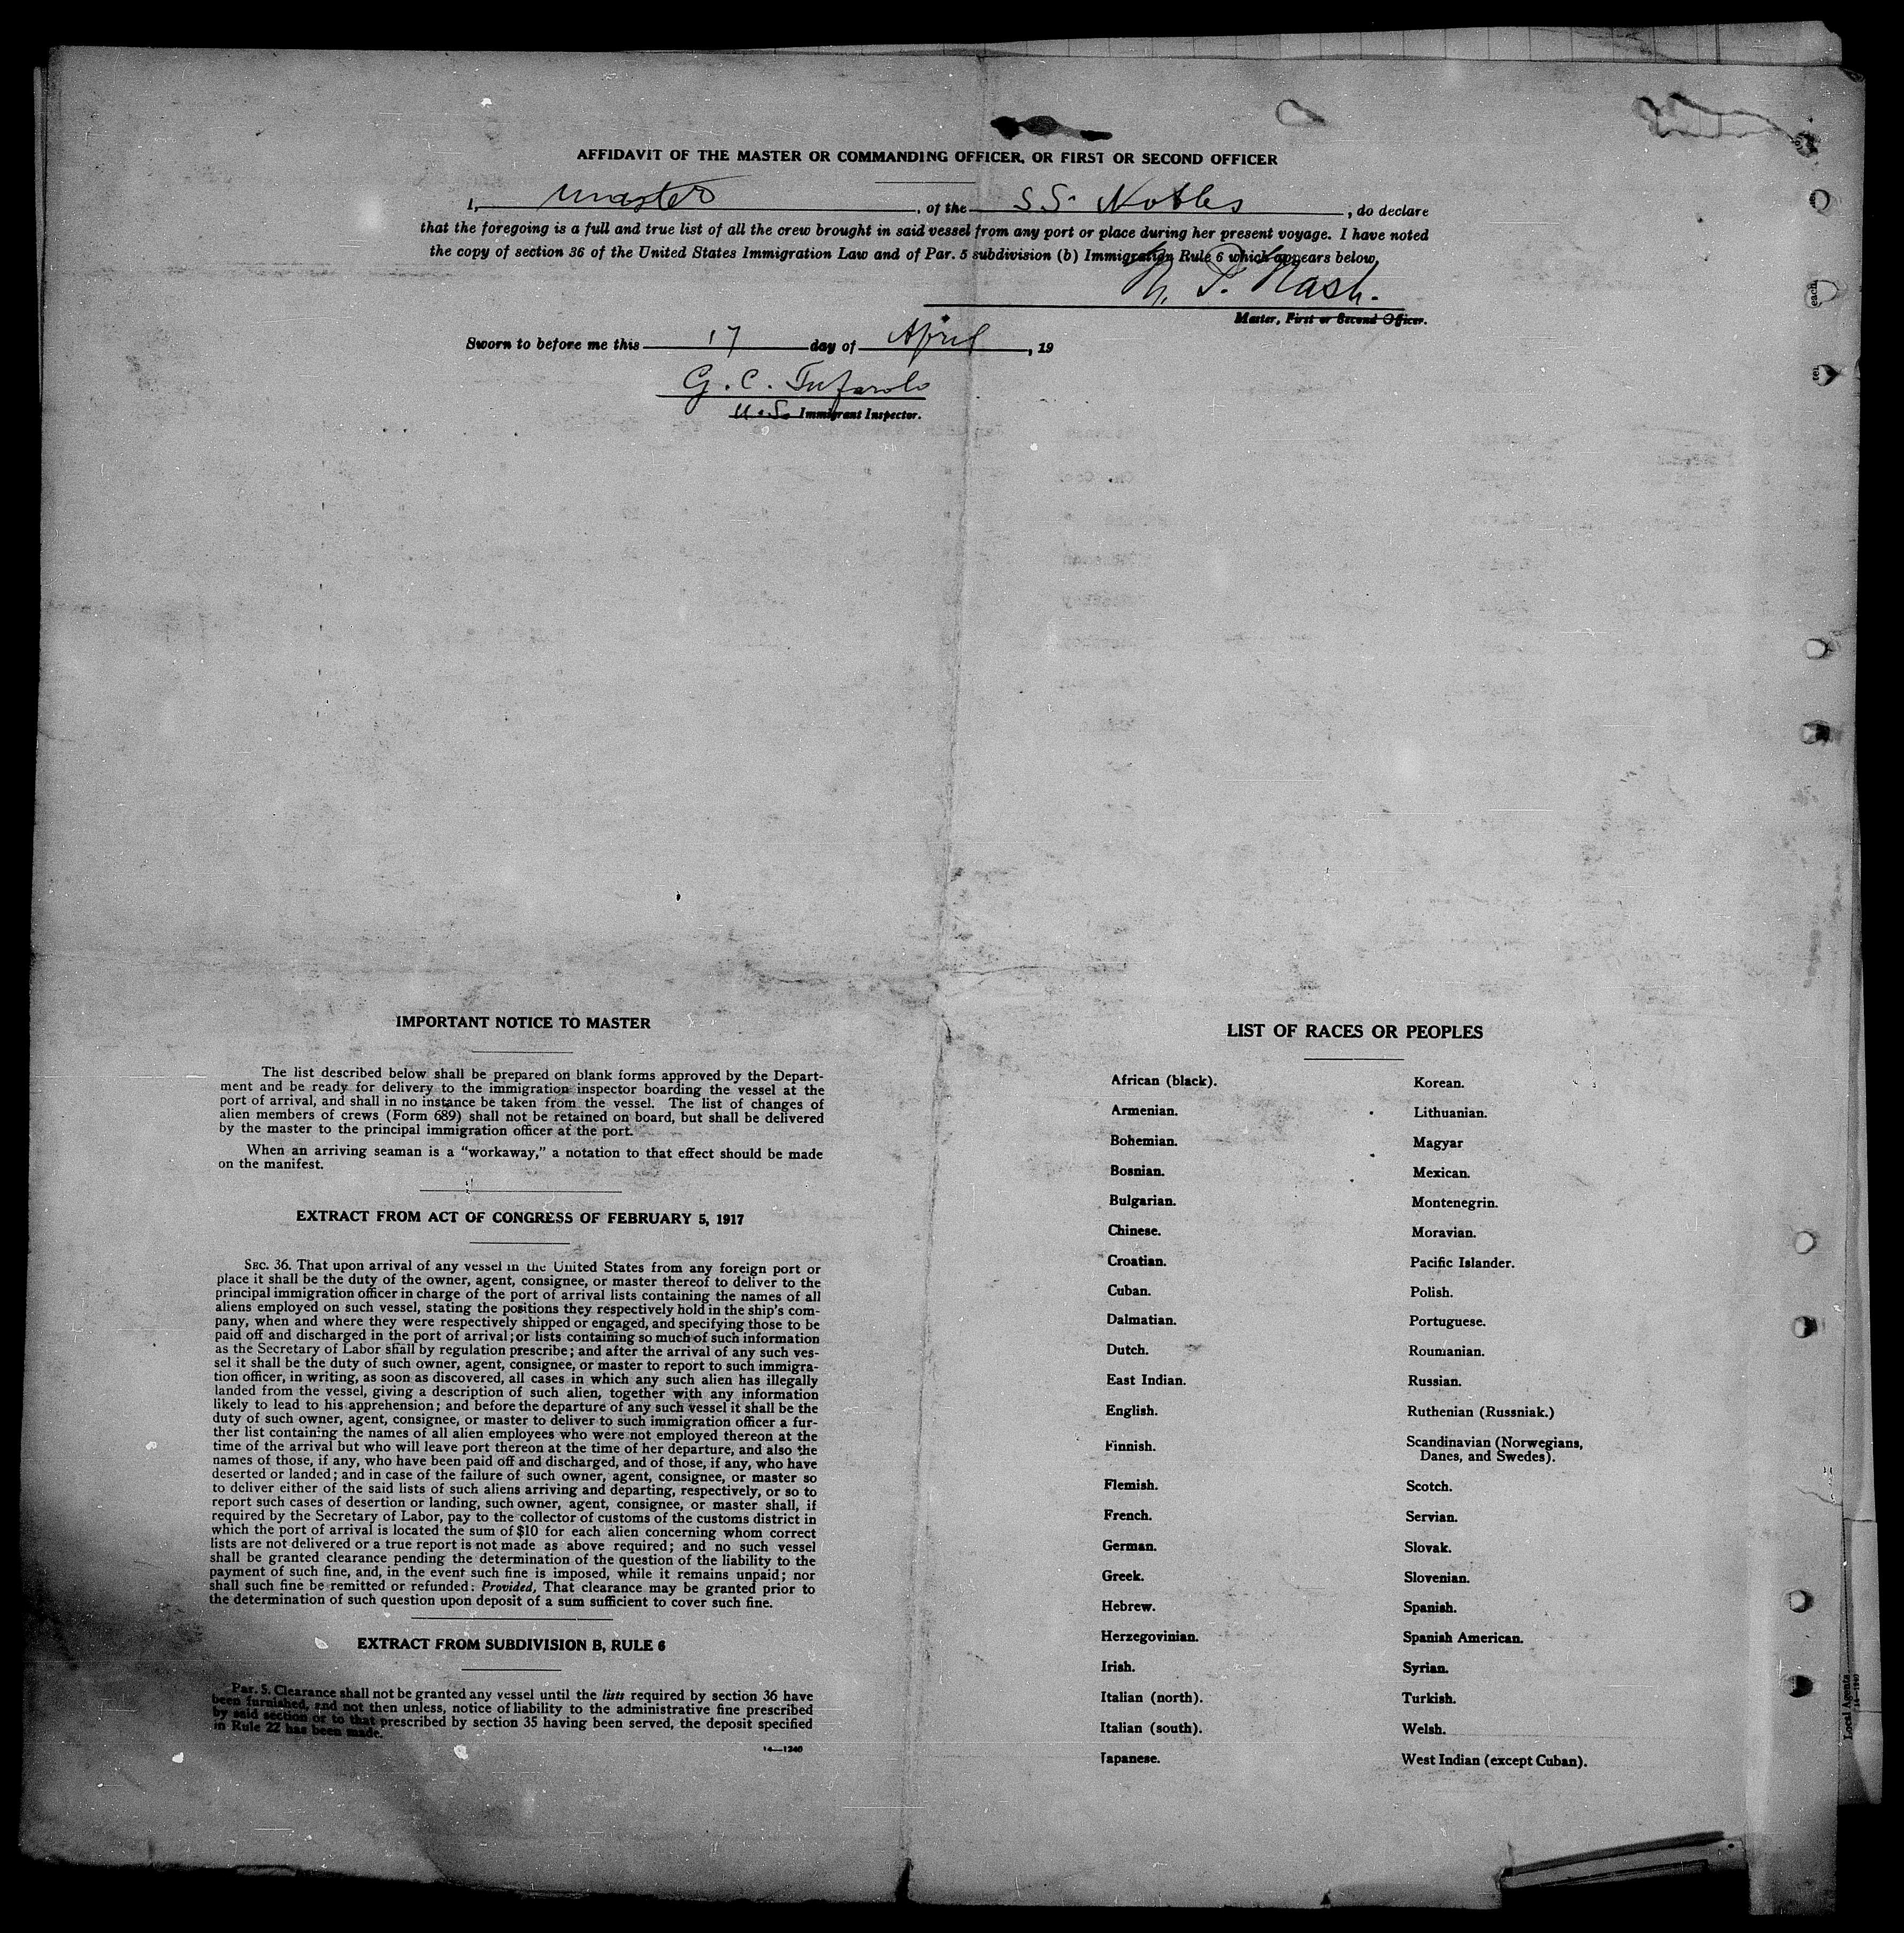 AFFIDAVIT OF THE MASTER OR COMMANDING OFFICER, OR FIRST OR SECOND OFFICER
I, master, of the SS. Nobles, do declare
that the foregoing is a full and true list of all the crew brought in said vessel from any port or place during her present voyage. I have noted
the copy of section 36 of the United States Immigration Law and of Par. 5 subdivision (b) Immigration Rule 6 which appears below.
N. T. Nash.
Master, First or Second Officer.
Sworn to before me this 17 day of April, 19
G. C.
U.S. Immigrant Inspector.
IMPORTANT NOTICE TO MASTER
The list described below shall be prepared on blank forms approved by the Depart-
ment and be ready for delivery to the immigration inspector boarding the vessel at the
port of arrival, and shall in no instance be taken from the vessel. The list of changes of
alien members of crews (Form 689) shall not be retained on board, but shall be delivered
by the master to the principal immigration officer at the port.
When an arriving seaman is a "workaway," a notation to that effect should be made
on the manifest.
EXTRACT FROM ACT OF CONGRESS OF FEBRUARY 5, 1917
SEC. 36. That upon arrival of any vessel in the United States from any foreign port or
place it shall be the duty of the owner, agent, consignee, or master thereof to deliver to the
principal immigration officer in charge of the port of arrival lists containing the names of all
aliens employed on such vessel, stating the positions they respectively hold in the ship's com-
pany, when and where they were respectively shipped or engaged, and specifying those to be
paid off and discharged in the port of arrival; or lists containing so much of such information
as the Secretary of Labor shall by regulation prescribe; and after the arrival of any such ves-
sel it shall be the duty of such owner, agent, consignee, or master to report to such immigra-
tion officer, in writing, as soon as discovered, all cases in which any such alien has illegally
landed from the vessel, giving a description of such alien, together with any information
likely to lead to his apprehension; and before the departure of any such vessel it shall be the
duty of such owner, agent, consignee, or master to deliver to such immigration officer a fur-
ther list containing the names of all alien employees who were not employed thereon at the
time of the arrival but who will leave port thereon at the time of her departure, and also the
names of those, if any, who have been paid off and discharged, and of those, if any, who have
deserted or landed; and in case of the failure of such owner, agent, consignee, or master so
to deliver either of the said lists of such aliens arriving and departing, respectively, or so to
report such cases of desertion or landing, such owner, agent, consignee, or master shall, if
required by the Secretary of Labor, pay to the collector of customs of the customs district in
which the port of arrival is located the sum of $10 for each alien concerning whom correct
lists are not delivered or a true report is not made as above required; and no such vessel
shall be granted clearance pending the determination of the question of the liability to the
payment of such fine, and, in the event such fine is imposed, while it remains unpaid; nor
shall such fine be remitted or refunded: Provided, That clearance may be granted prior to
the determination of such question upon deposit of a sum sufficient to cover such fine.
EXTRACT FROM SUBDIVISION B, RULE 6
Par. 5. Clearance shall not be granted any vessel until the lists required by section 36 have
been furnished, and not then unless, notice of liability to the administrative fine prescribed
by said section or to that prescribed by section 35 having been served, the deposit specified
in Rule 22 has been made.
14—1240
LIST OF RACES OR PEOPLES
African (black).
Armenian.
Bohemian.
Bosnian.
Bulgarian.
Chinese.
Croatian.
Cuban.
Dalmatian.
Dutch.
East Indian.
English.
Finnish.
Flemish.
French.
German.
Greek.
Hebrew.
Herzegovinian.
Irish.
Italian (north).
Italian (south).
Japanese.
Korean.
Lithuanian.
Magyar
Mexican.
Montenegrin.
Moravian.
Pacific Islander.
Polish.
Portuguese.
Roumanian.
Russian.
Ruthenian (Russniak.)
Scandinavian (Norwegians,
Danes, and Swedes).
Scotch.
Servian.
Slovak.
Slovenian.
Spanish.
Spanish American.
Syrian.
Turkish.
Welsh.
West Indian (except Cuban).
each
Local Agents